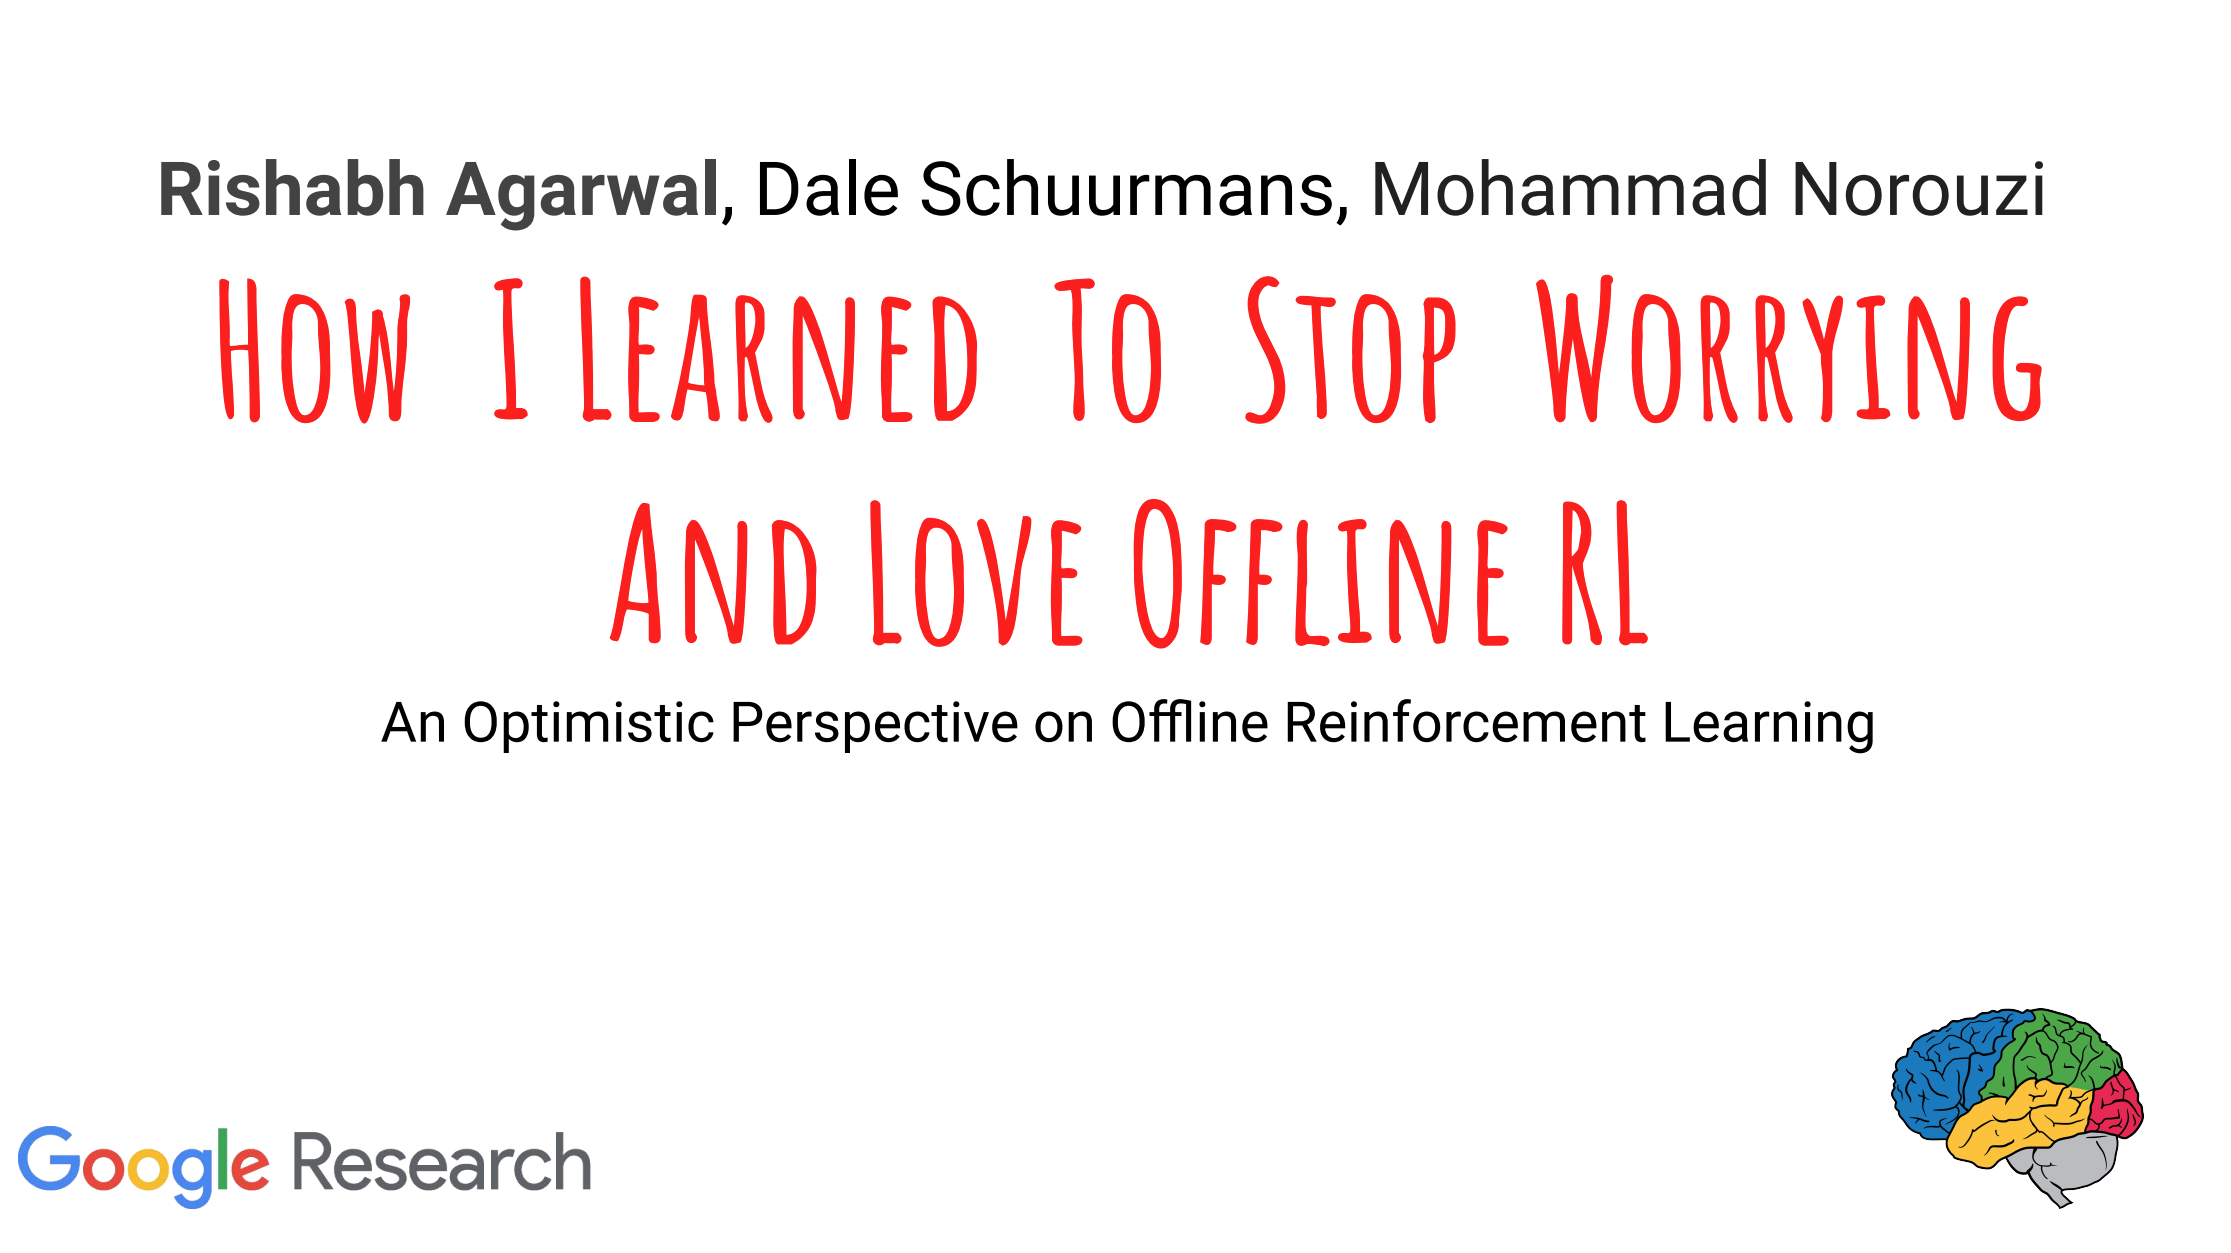 Rishabh Agarwal, Dale Schuurmans, Mohammad Norouzi
How I Learned To Stop Worrying
And Love Offline RL
An Optimistic Perspective on Offline Reinforcement Learning
Google Research